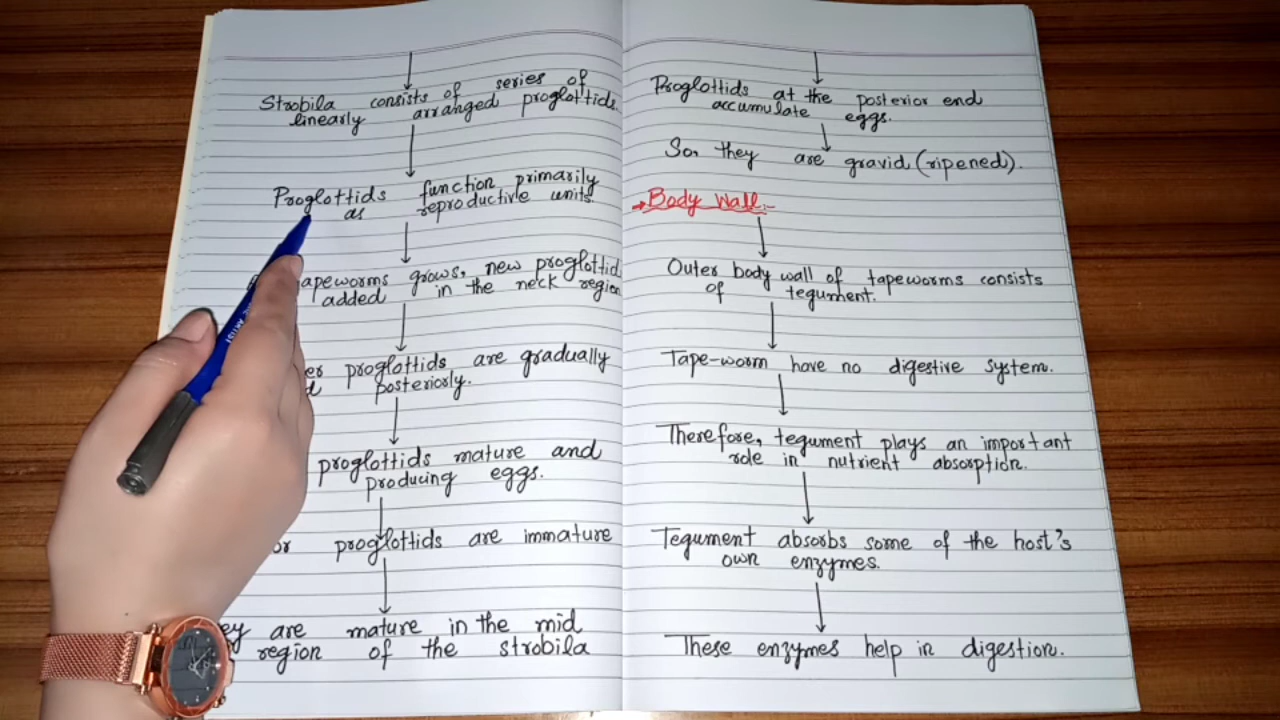 Strobila consists of series of
linearly arranged proglottids.
Proglottids function primarily
as reproductive units.
grows, new proglottid
added in the neck region
proglottids are gradually
posteriorly.
proglottids mature and
producing eggs.
proglottids are immature
are mature in the mid
region of the strobila
Proglottids at the posterior end
accumulate eggs.
So, they are gravid (ripened).
→Body Wall:-
Outer body wall of tapeworms consists
of tegument.
Tape-worm have no digestive system.
Therefore, tegument plays an important
role in nutrient absorption.
Tegument absorbs some of the host's
own enzymes.
These enzymes help in digestion.